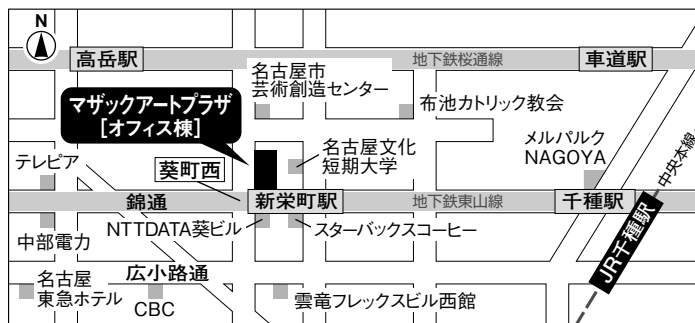 N
高岳駅
地下鉄桜通線
車道駅
名古屋市
芸術創造センター
布池カトリック教会
マザックアートプラザ
[オフィス棟]
名古屋文化
短期大学
メルパルク
NAGOYA
中央本線
テレピア
葵町西
錦通
新栄町駅
地下鉄東山線
千種駅
JR千種駅
中部電力
NTTDATA葵ビル
スターバックスコーヒー
広小路通
名古屋
東急ホテル
CBC
雲竜フレックスビル西館